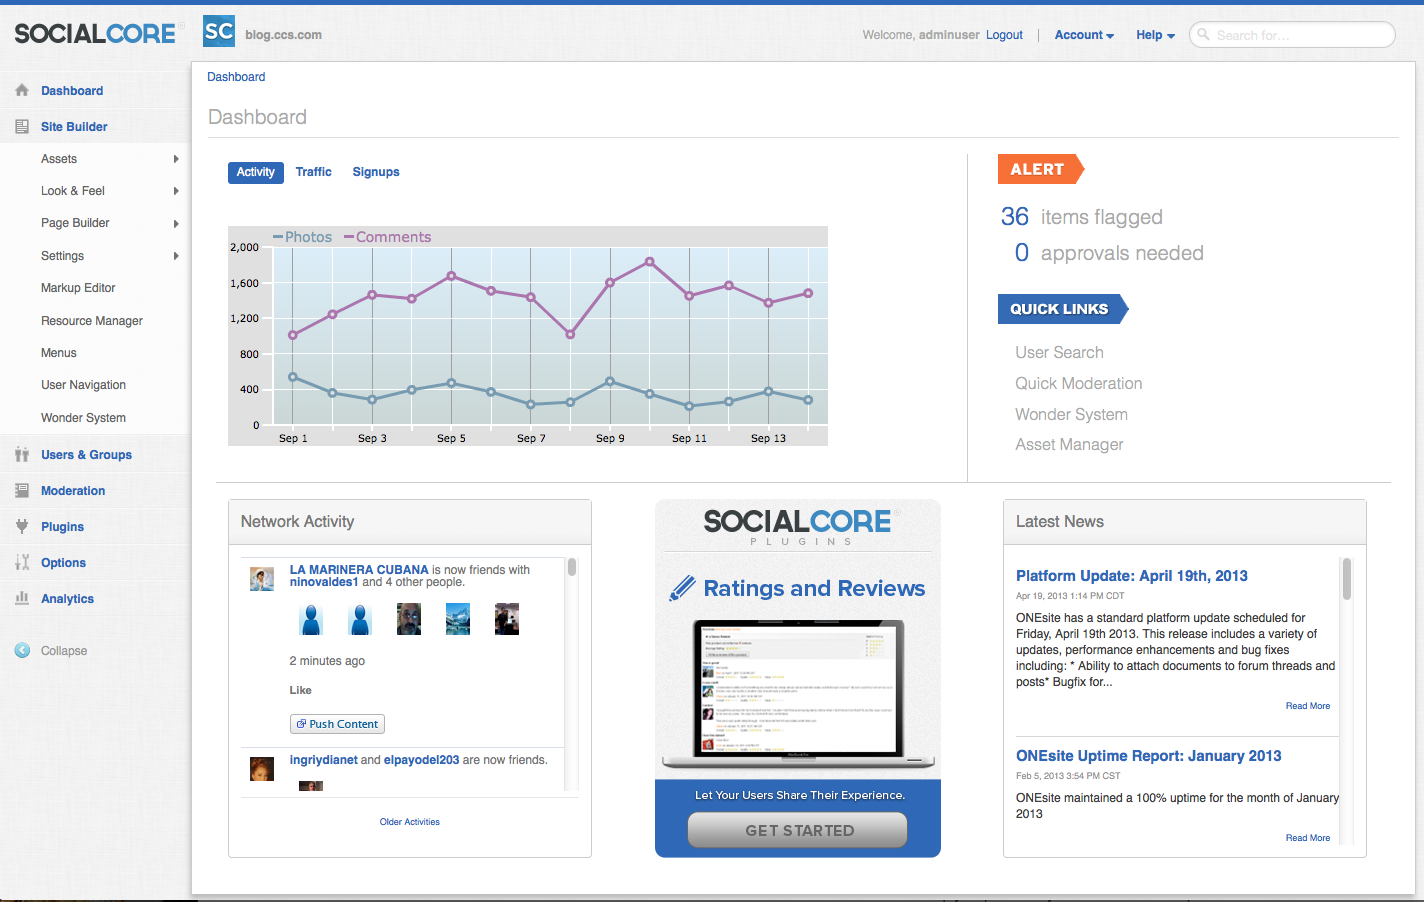 SOCIALCORE
SC
blog.ccs.com
Welcome, adminuser Logout | Account Help
Search for...
Dashboard
Site Builder
Assets
Look & Feel
Page Builder
Settings
Markup Editor
Resource Manager
Menus
User Navigation
Wonder System
Users & Groups
Moderation
Plugins
Options
Analytics
Collapse
Dashboard
Dashboard
Activity Traffic Signups
Photos Comments
2,000
1,600
1,200
800
400
0
Sep 1 Sep 3 Sep 5 Sep 7 Sep 9 Sep 11 Sep 13
ALERT
36 items flagged
0 approvals needed
QUICK LINKS
User Search
Quick Moderation
Wonder System
Asset Manager
Network Activity
LA MARINERA CUBANA is now friends with
ninovaldes1 and 4 other people.
2 minutes ago
Like
Push Content
ingriydianet and elpayodel203 are now friends.
Older Activities
SOCIALCORE
PLUGINS
Ratings and Reviews
Let Your Users Share Their Experience.
GET STARTED
Latest News
Platform Update: April 19th, 2013
Apr 19, 2013 1:14 PM CDT
ONEsite has a standard platform update scheduled for
Friday, April 19th 2013. This release includes a variety of
updates, performance enhancements and bug fixes
including: * Ability to attach documents to forum threads and
posts* Bugfix for...
Read More
ONEsite Uptime Report: January 2013
Feb 5, 2013 3:54 PM CST
ONEsite maintained a 100% uptime for the month of January
2013
Read More